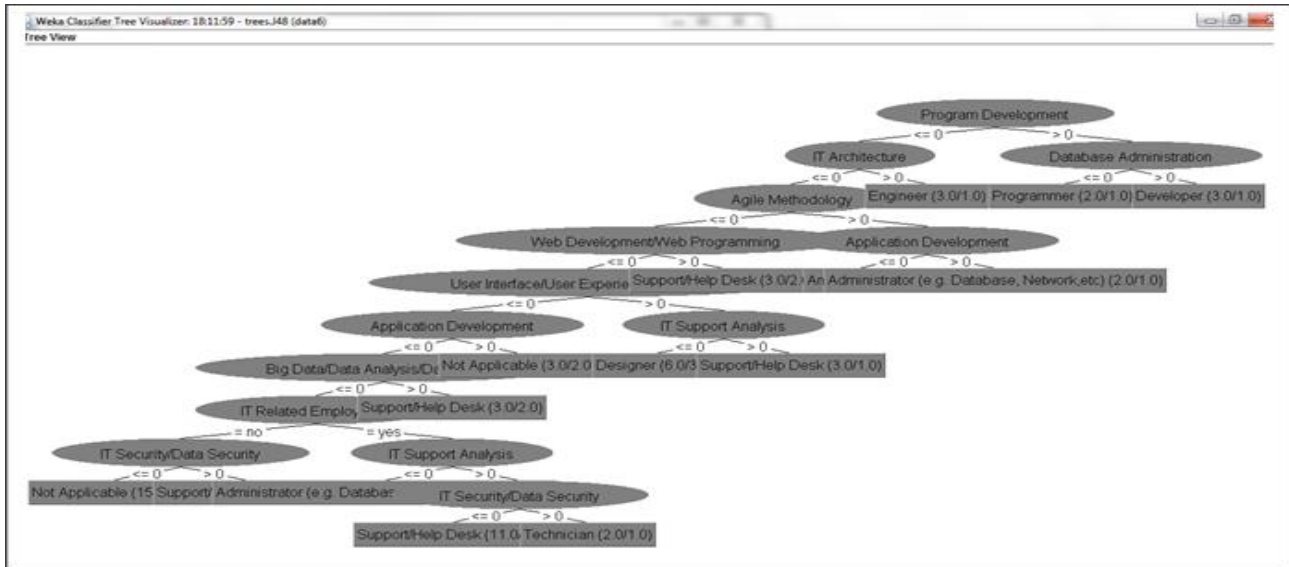 Weka Classifier Tree Visualizer: 18:11:59 - trees.J48 (data6)
Tree View
Program Development
<= 0 > 0
IT Architecture Database Administration
<= 0 > 0 <= 0 > 0
Agile Methodology Engineer (3.0/1.0) Programmer (2.0/1.0) Developer (3.0/1.0)
<= 0 > 0
Web Development/Web Programming Application Development
<= 0 > 0 <= 0 > 0
User Interface/User Experie Support/Help Desk (3.0/2. An Administrator (e.g. Database, Network,etc) (2.0/1.0)
<= 0 > 0
Application Development IT Support Analysis
<= 0 > 0 <= 0 > 0
Big Data/Data Analysis/Da Not Applicable (3.0/2.0 Designer (6.0/3 Support/Help Desk (3.0/1.0)
<= 0 > 0
IT Related Employ Support/Help Desk (3.0/2.0)
= no = yes
IT Security/Data Security IT Support Analysis
<= 0 > 0 <= 0 > 0
Not Applicable (15 Support/ Administrator (e.g. Databas IT Security/Data Security
<= 0 > 0
Support/Help Desk (11.0 Technician (2.0/1.0)